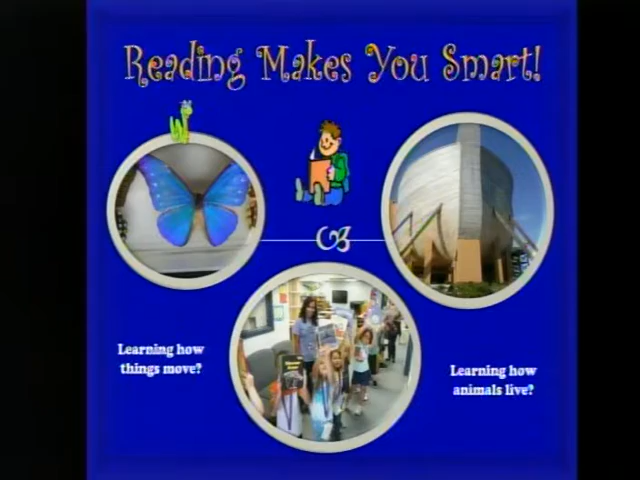 Reading Makes You Smart!
Learning how
things move?
Learning how
animals live?